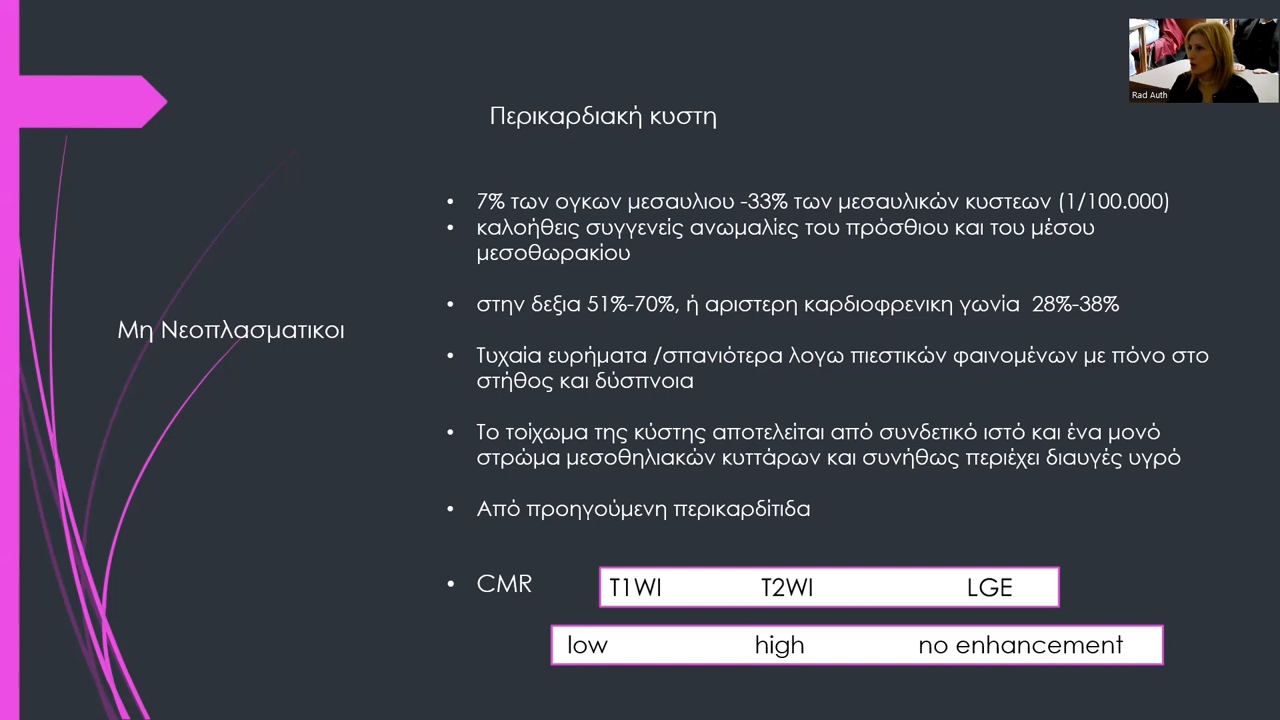 Rad Auth
Περικαρδιακή κυστη
• 7% των ογκων μεσαυλιου -33% των μεσαυλικών κυστεων (1/100.000)
• καλοήθεις συγγενείς ανωμαλίες του πρόσθιου και του μέσου
μεσοθωρακίου
• στην δεξια 51%-70%, ή αριστερη καρδιοφρενικη γωνία 28%-38%
Μη Νεοπλασματικοι
• Τυχαία ευρήματα /σπανιότερα λογω πιεστικών φαινομένων με πόνο στο
στήθος και δύσπνοια
• Το τοίχωμα της κύστης αποτελείται από συνδετικό ιστό και ένα μονό
στρώμα μεσοθηλιακών κυττάρων και συνήθως περιέχει διαυγές υγρό
• Από προηγούμενη περικαρδίτιδα
• CMR T1WI T2WI LGE
low high no enhancement